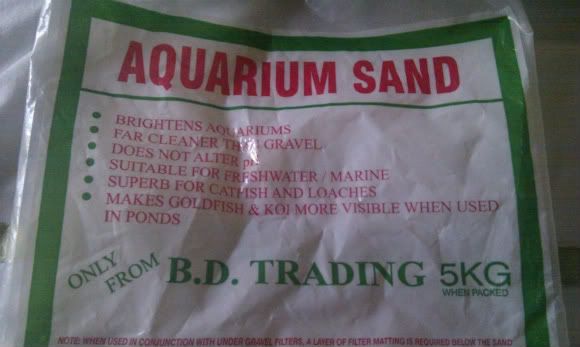 AQUARIUM SAND
• BRIGHTENS AQUARIUMS
• FAR CLEANER THAN GRAVEL
• DOES NOT ALTER pH
• SUITABLE FOR FRESHWATER / MARINE
• SUPERB FOR CATFISH AND LOACHES
• MAKES GOLDFISH & KOI MORE VISIBLE WHEN USED
IN PONDS
ONLY
FROM B.D. TRADING 5KG
WHEN PACKED
NOTE: WHEN USED IN CONJUNCTION WITH UNDER GRAVEL FILTERS, A LAYER OF FILTER MATTING IS REQUIRED BELOW THE SAND